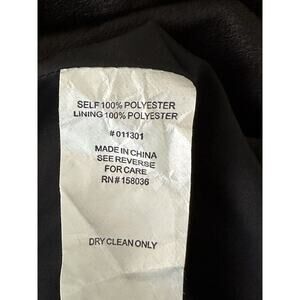 SELF 100% POLYESTER
LINING 100% POLYESTER
# 011301
MADE IN CHINA
SEE REVERSE
FOR CARE
RN# 158036
DRY CLEAN ONLY